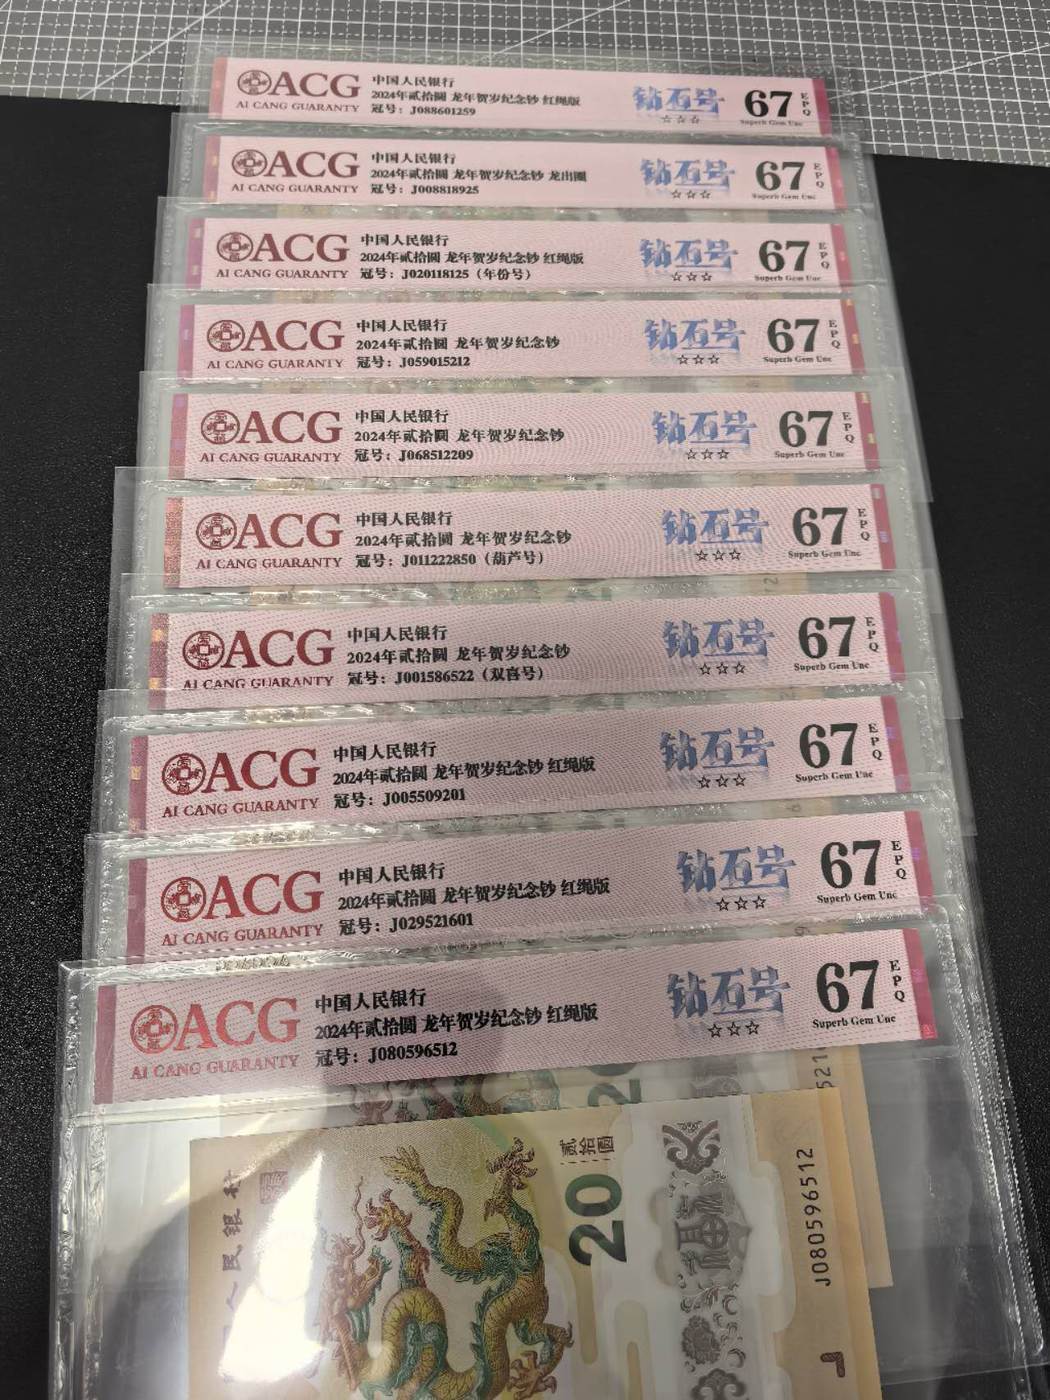 ACG
AI CANG GUARANTY
中国人民银行
2024年贰拾圆 龙年贺岁纪念钞 红绳版
冠号：J088601259
钻石号
☆☆☆
67
EPQ
Superb Gem Unc
ACG
AI CANG GUARANTY
中国人民银行
2024年贰拾圆 龙年贺岁纪念钞 龙出圈
冠号：J008818925
钻石号
☆☆☆
67
EPQ
Superb Gem Unc
ACG
AI CANG GUARANTY
中国人民银行
2024年贰拾圆 龙年贺岁纪念钞 红绳版
冠号：J020118125（年份号）
钻石号
☆☆☆
67
EPQ
Superb Gem Unc
ACG
AI CANG GUARANTY
中国人民银行
2024年贰拾圆 龙年贺岁纪念钞
冠号：J059015212
钻石号
☆☆☆
67
EPQ
Superb Gem Unc
ACG
AI CANG GUARANTY
中国人民银行
2024年贰拾圆 龙年贺岁纪念钞
冠号：J068512209
钻石号
☆☆☆
67
EPQ
Superb Gem Unc
ACG
AI CANG GUARANTY
中国人民银行
2024年贰拾圆 龙年贺岁纪念钞
冠号：J011222850（葫芦号）
钻石号
☆☆☆
67
EPQ
Superb Gem Unc
ACG
AI CANG GUARANTY
中国人民银行
2024年贰拾圆 龙年贺岁纪念钞
冠号：J001586522（双喜号）
钻石号
☆☆☆
67
EPQ
Superb Gem Unc
ACG
AI CANG GUARANTY
中国人民银行
2024年贰拾圆 龙年贺岁纪念钞 红绳版
冠号：J005509201
钻石号
☆☆☆
67
EPQ
Superb Gem Unc
ACG
AI CANG GUARANTY
中国人民银行
2024年贰拾圆 龙年贺岁纪念钞 红绳版
冠号：J029521601
钻石号
☆☆☆
67
EPQ
Superb Gem Unc
ACG
AI CANG GUARANTY
中国人民银行
2024年贰拾圆 龙年贺岁纪念钞 红绳版
冠号：J080596512
钻石号
☆☆☆
67
EPQ
Superb Gem Unc
人民银行
贰拾圆
20
J080596512